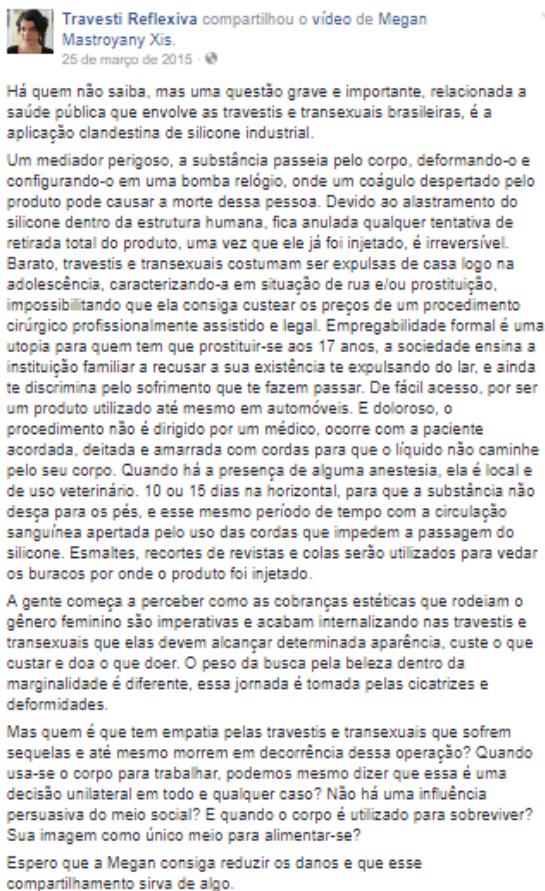 Travesti Reflexiva compartilhou o vídeo de Megan
Mastroyany Xis.
25 de março de 2015 ·
Há quem não saiba, mas uma questão grave e importante, relacionada a
saúde pública que envolve as travestis e transexuais brasileiras, é a
aplicação clandestina de silicone industrial.
Um mediador perigoso, a substância passeia pelo corpo, deformando-o e
configurando-o em uma bomba relógio, onde um coágulo despertado pelo
produto pode causar a morte dessa pessoa. Devido ao alastramento do
silicone dentro da estrutura humana, fica anulada qualquer tentativa de
retirada total do produto, uma vez que ele já foi injetado, é irreversível.
Barato, travestis e transexuais costumam ser expulsas de casa logo na
adolescência, caracterizando-a em situação de rua e/ou prostituição,
impossibilitando que ela consiga custear os preços de um procedimento
cirúrgico profissionalmente assistido e legal. Empregabilidade formal é uma
utopia para quem tem que prostituir-se aos 17 anos, a sociedade ensina a
instituição familiar a recusar a sua existência te expulsando do lar, e ainda
te discrimina pelo sofrimento que te fazem passar. De fácil acesso, por ser
um produto utilizado até mesmo em automóveis. E doloroso, o
procedimento não é dirigido por um médico, ocorre com a paciente
acordada, deitada e amarrada com cordas para que o líquido não caminhe
pelo seu corpo. Quando há a presença de alguma anestesia, ela é local e
de uso veterinário. 10 ou 15 dias na horizontal, para que a substância não
desça para os pés, e esse mesmo período de tempo com a circulação
sanguínea apertada pelo uso das cordas que impedem a passagem do
silicone. Esmaltes, recortes de revistas e colas serão utilizados para vedar
os buracos por onde o produto foi injetado.
A gente começa a perceber como as cobranças estéticas que rodeiam o
gênero feminino são imperativas e acabam internalizando nas travestis e
transexuais que elas devem alcançar determinada aparência, custe o que
custar e doa o que doer. O peso da busca pela beleza dentro da
marginalidade é diferente, essa jornada é tomada pelas cicatrizes e
deformidades.
Mas quem é que tem empatia pelas travestis e transexuais que sofrem
sequelas e até mesmo morrem em decorrência dessa operação? Quando
usa-se o corpo para trabalhar, podemos mesmo dizer que essa é uma
decisão unilateral em todo e qualquer caso? Não há uma influência
persuasiva do meio social? E quando o corpo é utilizado para sobreviver?
Sua imagem como único meio para alimentar-se?
Espero que a Megan consiga reduzir os danos e que esse
compartilhamento sirva de algo.